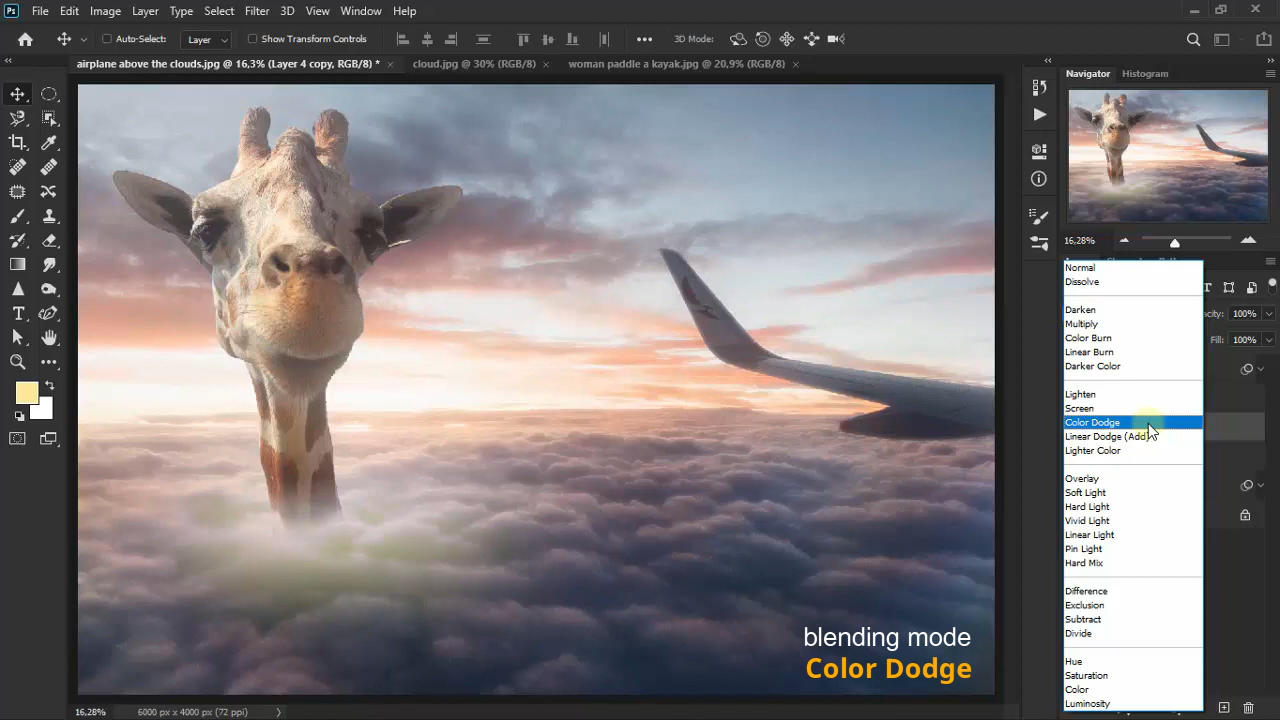 Ps File Edit Image Layer Type Select Filter 3D View Window Help
Auto-Select: Layer Show Transform Controls 3D Mode:
airplane above the clouds.jpg @ 16,3% (Layer 4 copy, RGB/8) * cloud.jpg @ 30% (RGB/8) woman paddle a kayak.jpg @ 20,9% (RGB/8)
Navigator Histogram
16,28%
Normal
Dissolve
Darken
Multiply
Color Burn
Linear Burn
Darker Color
Lighten
Screen
Color Dodge
Linear Dodge (Add)
Lighter Color
Overlay
Soft Light
Hard Light
Vivid Light
Linear Light
Pin Light
Hard Mix
Difference
Exclusion
Subtract
Divide
Hue
Saturation
Color
Luminosity
acity: 100%
Fill: 100%
blending mode
Color Dodge
16,28% 6000 px x 4000 px (72 ppi)